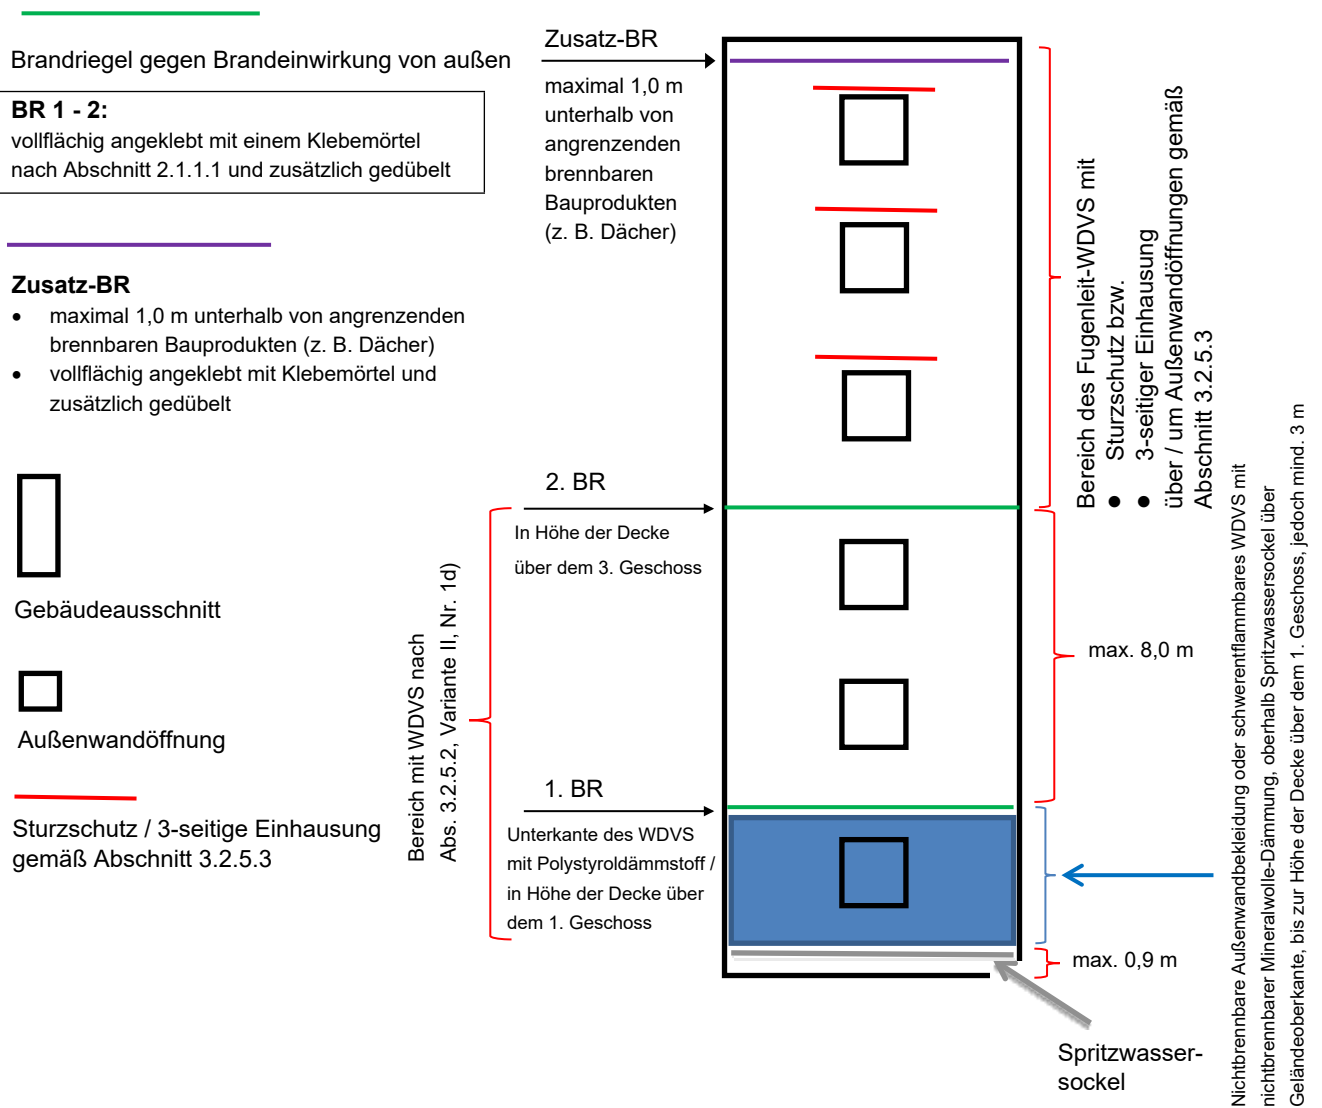 Brandriegel gegen Brandeinwirkung von außen
BR 1 - 2:
vollflächig angeklebt mit einem Klebemörtel
nach Abschnitt 2.1.1.1 und zusätzlich gedübelt
Zusatz-BR
• maximal 1,0 m unterhalb von angrenzenden
brennbaren Bauprodukten (z. B. Dächer)
• vollflächig angeklebt mit Klebemörtel und
zusätzlich gedübelt
Gebäudeausschnitt
Außenwandöffnung
Sturzschutz / 3-seitige Einhausung
gemäß Abschnitt 3.2.5.3
Zusatz-BR
maximal 1,0 m
unterhalb von
angrenzenden
brennbaren
Bauprodukten
(z. B. Dächer)
2. BR
In Höhe der Decke
über dem 3. Geschoss
Bereich mit WDVS nach
Abs. 3.2.5.2, Variante II, Nr. 1d)
1. BR
Unterkante des WDVS
mit Polystyroldämmstoff /
in Höhe der Decke über
dem 1. Geschoss
Bereich des Fugenleit-WDVS mit
● Sturzschutz bzw.
● 3-seitiger Einhausung
über / um Außenwandöffnungen gemäß
Abschnitt 3.2.5.3
max. 8,0 m
max. 0,9 m
Spritzwasser-
sockel
Nichtbrennbare Außenwandbekleidung oder schwerentflammbares WDVS mit
nichtbrennbarer Mineralwolle-Dämmung, oberhalb Spritzwassersockel über
Geländeoberkante, bis zur Höhe der Decke über dem 1. Geschoss, jedoch mind. 3 m